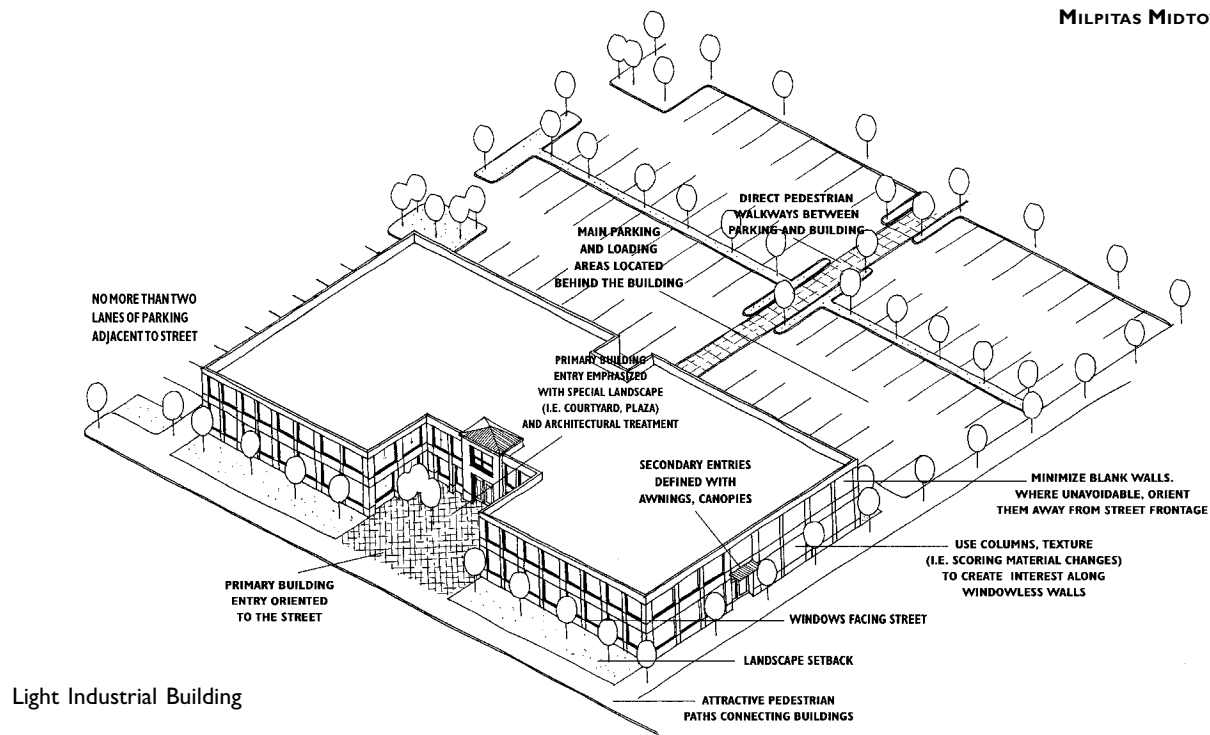 MILPITAS MIDTO
DIRECT PEDESTRIAN
WALKWAYS BETWEEN
PARKING AND BUILDING
MAIN PARKING
AND LOADING
AREAS LOCATED
BEHIND THE BUILDING
NO MORE THAN TWO
LANES OF PARKING
ADJACENT TO STREET
PRIMARY BUILDING
ENTRY EMPHASIZED
WITH SPECIAL LANDSCAPE
(I.E. COURTYARD, PLAZA)
AND ARCHITECTURAL TREATMENT
SECONDARY ENTRIES
DEFINED WITH
AWNINGS, CANOPIES
MINIMIZE BLANK WALLS.
WHERE UNAVOIDABLE, ORIENT
THEM AWAY FROM STREET FRONTAGE
USE COLUMNS, TEXTURE
(I.E. SCORING MATERIAL CHANGES)
TO CREATE INTEREST ALONG
WINDOWLESS WALLS
PRIMARY BUILDING
ENTRY ORIENTED
TO THE STREET
WINDOWS FACING STREET
LANDSCAPE SETBACK
ATTRACTIVE PEDESTRIAN
PATHS CONNECTING BUILDINGS
Light Industrial Building